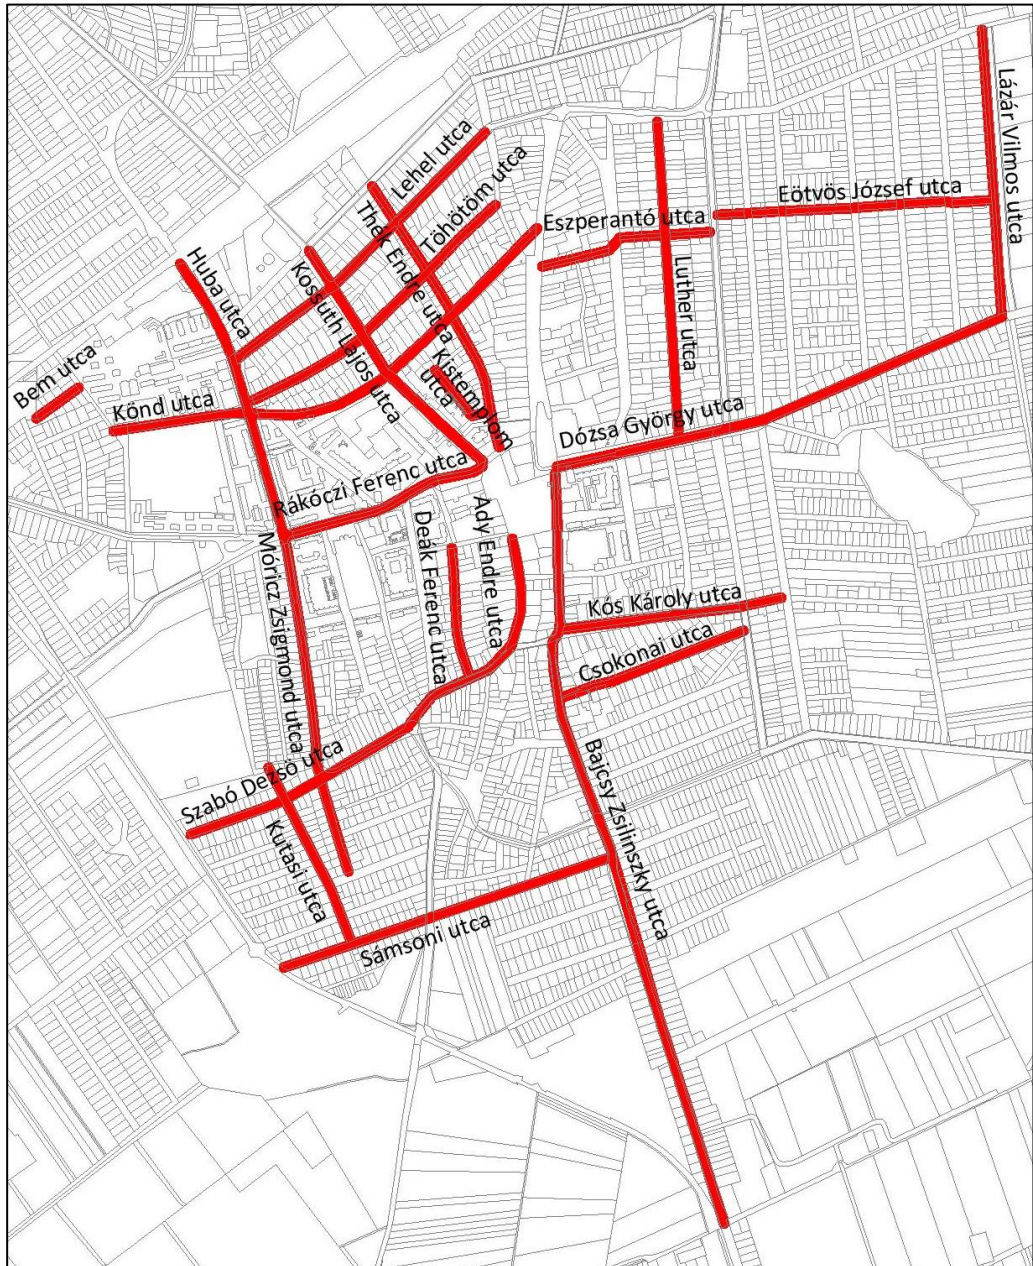 Lázár Vilmos utca
Lehel utca
Thék Endre utca
Töhötöm utca
Eötvös József utca
Eszperantó utca
Huba utca
Kossuth Lajos utca
Luther utca
Bem utca
Kistemplom
utca
Könd utca
Dózsa György utca
Rákóczi Ferenc utca
Ady Endre utca
Deák Ferenc utca
Móricz Zsigmond utca
Kós Károly utca
Csokonai utca
Szabó Dezső utca
Bajcsy Zsilinszky utca
Kutasi utca
Sámsoni utca